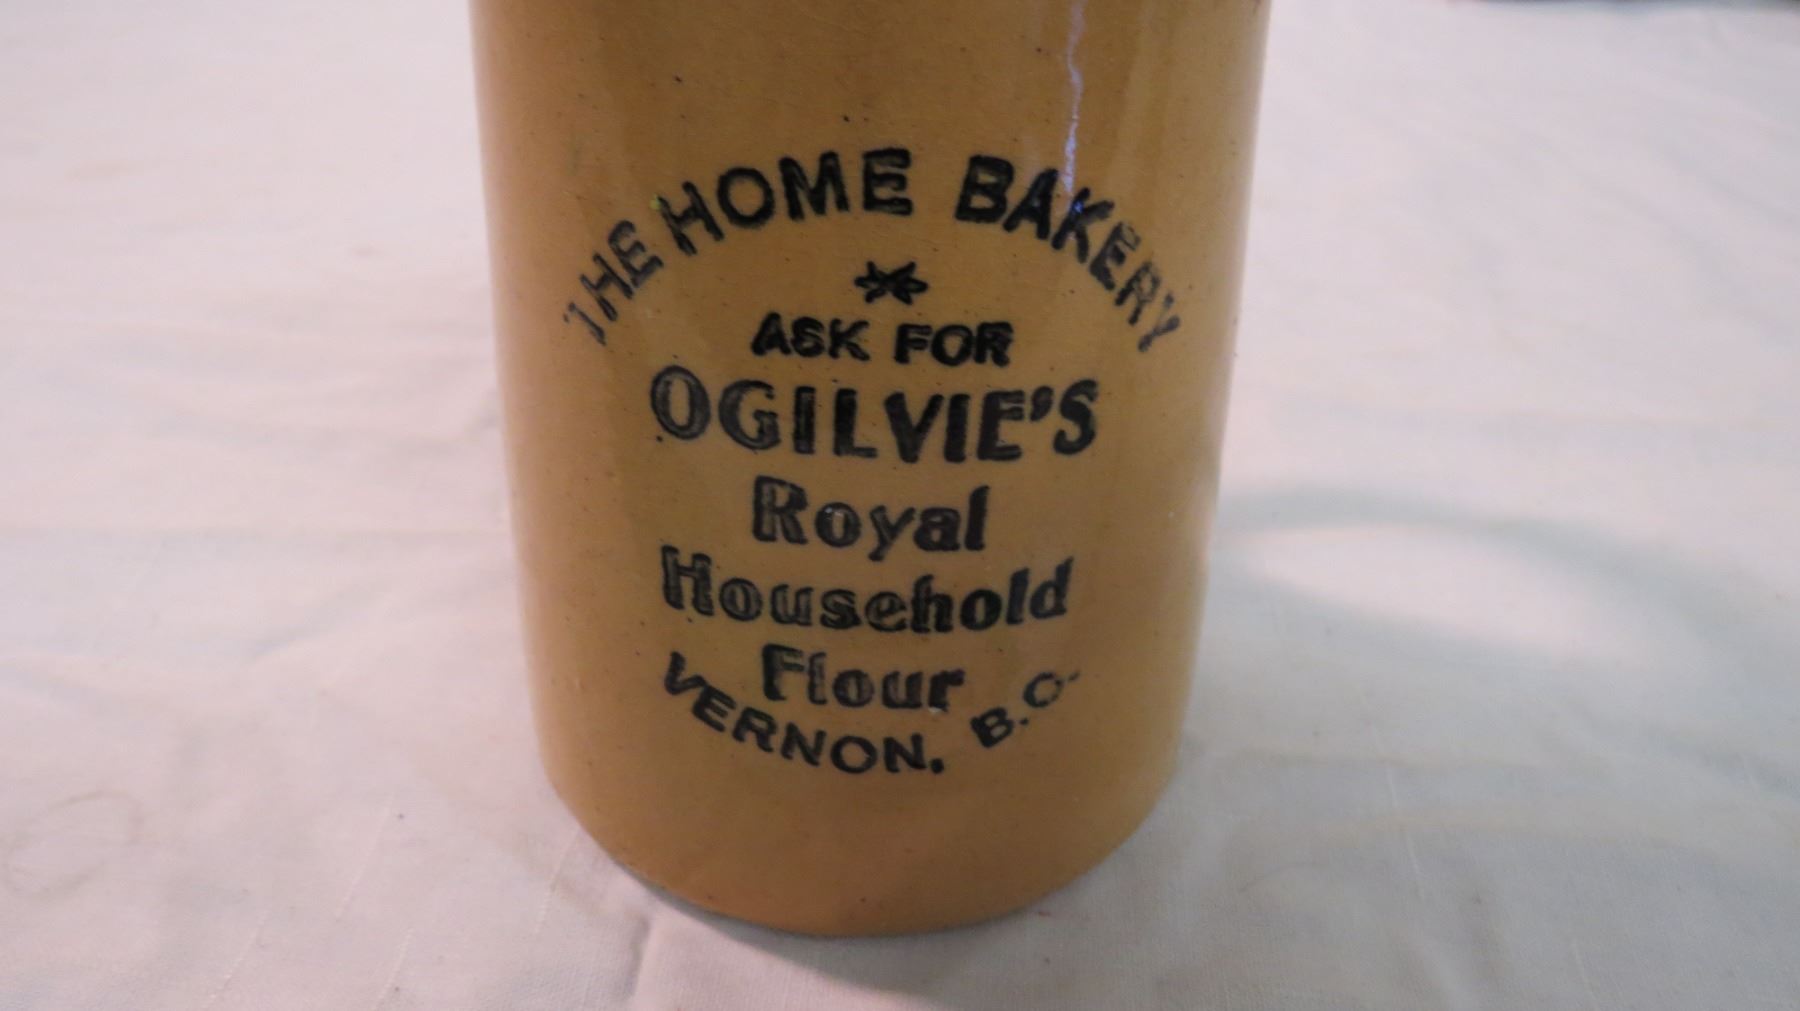 THE HOME BAKERY
ASK FOR
OGILVIE'S
Royal
Household
Flour
VERNON. B.C.